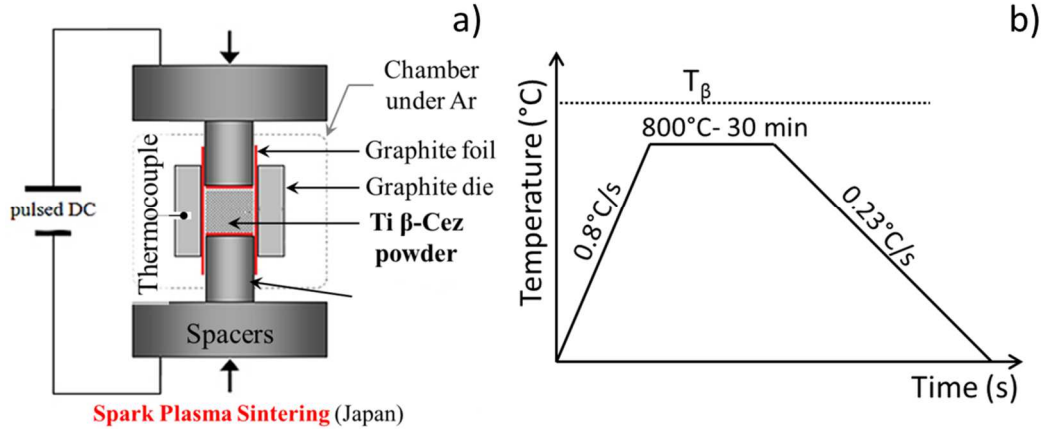 a)
Chamber
under Ar
Thermocouple
Graphite foil
Graphite die
pulsed DC
Ti β-Cez
powder
Spacers
Spark Plasma Sintering (Japan)
b)
Temperature (°C)
Tβ
800°C- 30 min
0.8°C/s
0.23°C/s
Time (s)